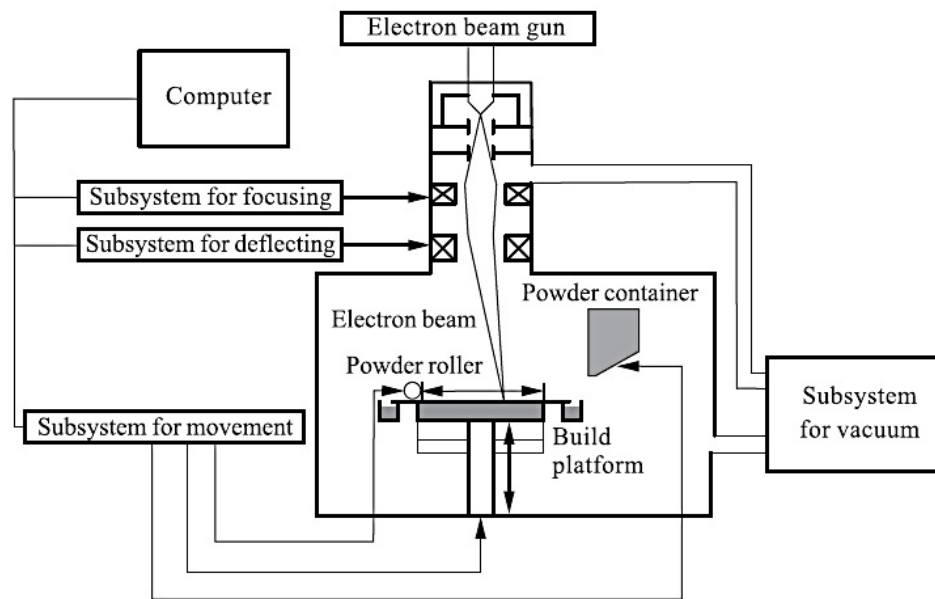 Electron beam gun
Computer
Subsystem for focusing
Subsystem for deflecting
Powder container
Electron beam
Powder roller
Subsystem for movement
Build
platform
Subsystem
for vacuum